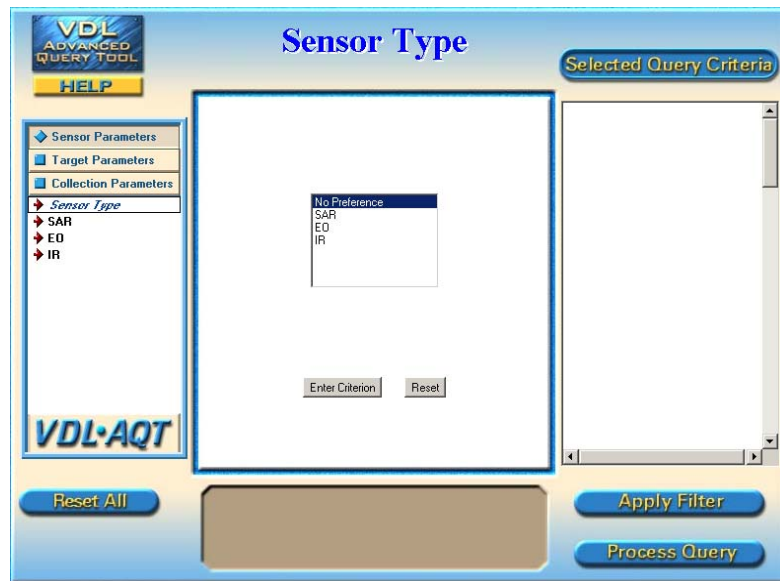 VDL
ADVANCED
QUERY TOOL
HELP
Sensor Type
Selected Query Criteria
Sensor Parameters
Target Parameters
Collection Parameters
Sensor Type
SAR
EO
IR
No Preference
SAR
EO
IR
Enter Criterion
Reset
VDL•AQT
Reset All
Apply Filter
Process Query